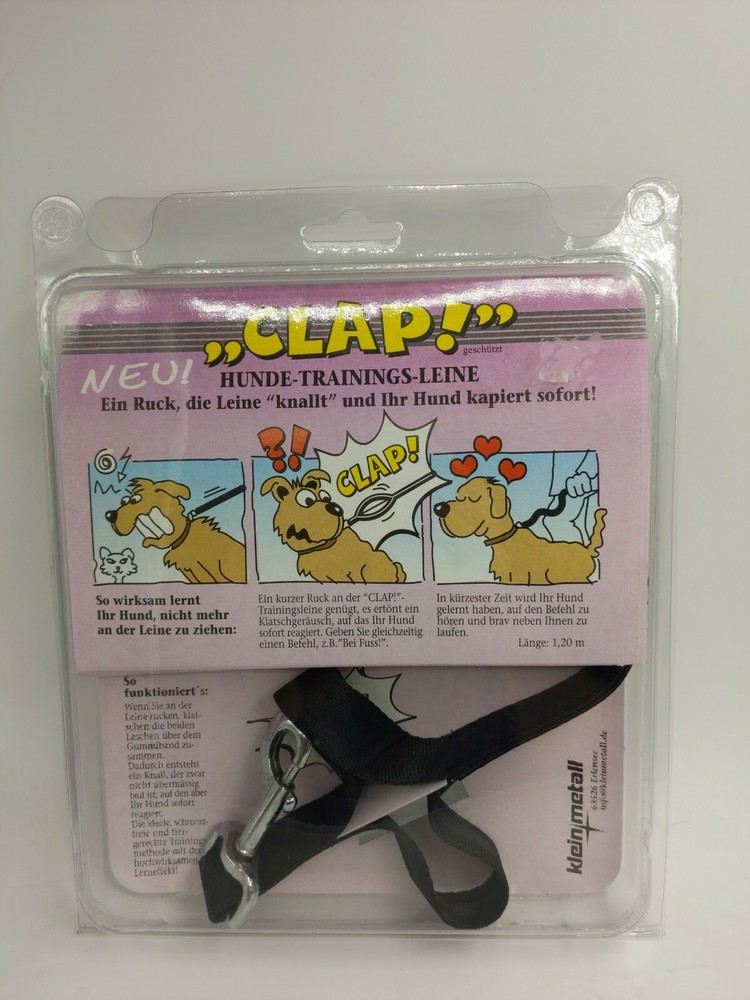 „CLAP!”
geschützt
NEU!
HUNDE-TRAININGS-LEINE
Ein Ruck, die Leine “knallt” und Ihr Hund kapiert sofort!
?!
CLAP!
So wirksam lernt
Ihr Hund, nicht mehr
an der Leine zu ziehen:
Ein kurzer Ruck an der “CLAP!”-
Trainingsleine genügt, es ertönt ein
Klatschgeräusch, auf das Ihr Hund
sofort reagiert. Geben Sie gleichzeitig
einen Befehl, z.B.”Bei Fuss!”.
In kürzester Zeit wird Ihr Hund
gelernt haben, auf den Befehl zu
hören und brav neben Ihnen zu
laufen.
Länge: 1,20 m
So
funktioniert´s:
Wenn Sie an der
Leine rucken, klat-
schen die beiden
Laschen über dem
Gummiband zu-
sammen.
Dadurch entsteht
ein Knall, der zwar
nicht übermässig
laut ist, auf den aber
Ihr Hund sofort
reagiert.
Die ideale, schmerz-
freie und tier-
gerechte Training
methode mit der
hochwirksamen
Lerneffekt!
kleinmetall
63526 Erlensee
info@kleinmetall.de